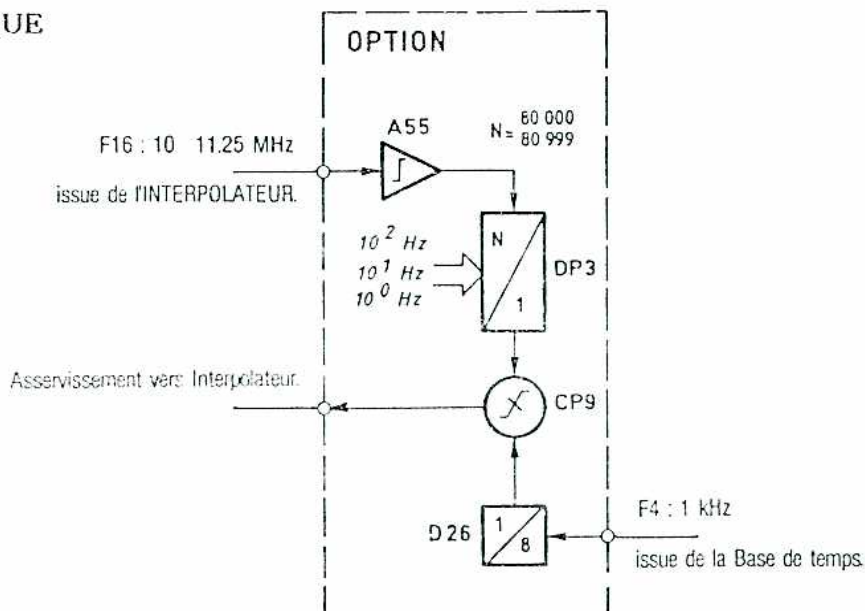 UE
OPTION
A55
N = 80 000
80 999
F16 : 10 11.25 MHz
issue de l'INTERPOLATEUR.
10² Hz
10¹ Hz
10⁰ Hz
N
1
DP3
Asservissement vers Interpolateur.
CP9
F4 : 1 kHz
D26
1
8
issue de la Base de temps.